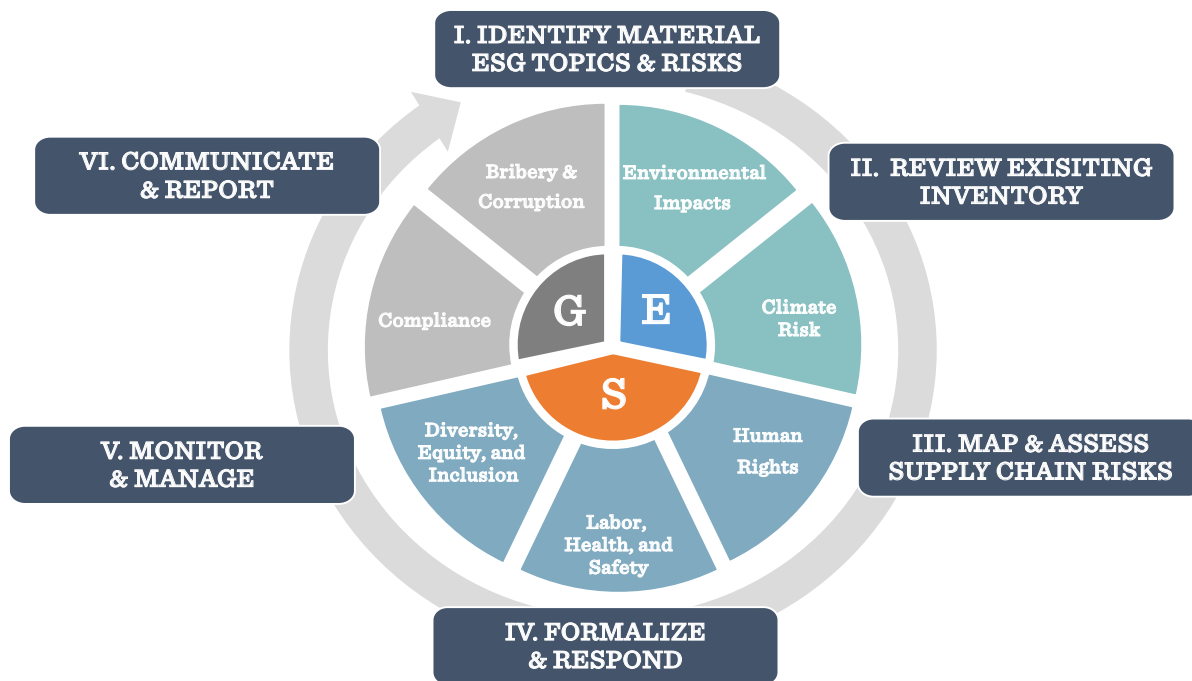 I. IDENTIFY MATERIAL
ESG TOPICS & RISKS
II. REVIEW EXISITING
INVENTORY
III. MAP & ASSESS
SUPPLY CHAIN RISKS
IV. FORMALIZE
& RESPOND
V. MONITOR
& MANAGE
VI. COMMUNICATE
& REPORT
Environmental
Impacts
Climate
Risk
Human
Rights
Labor,
Health, and
Safety
Diversity,
Equity, and
Inclusion
Compliance
Bribery &
Corruption
G
E
S